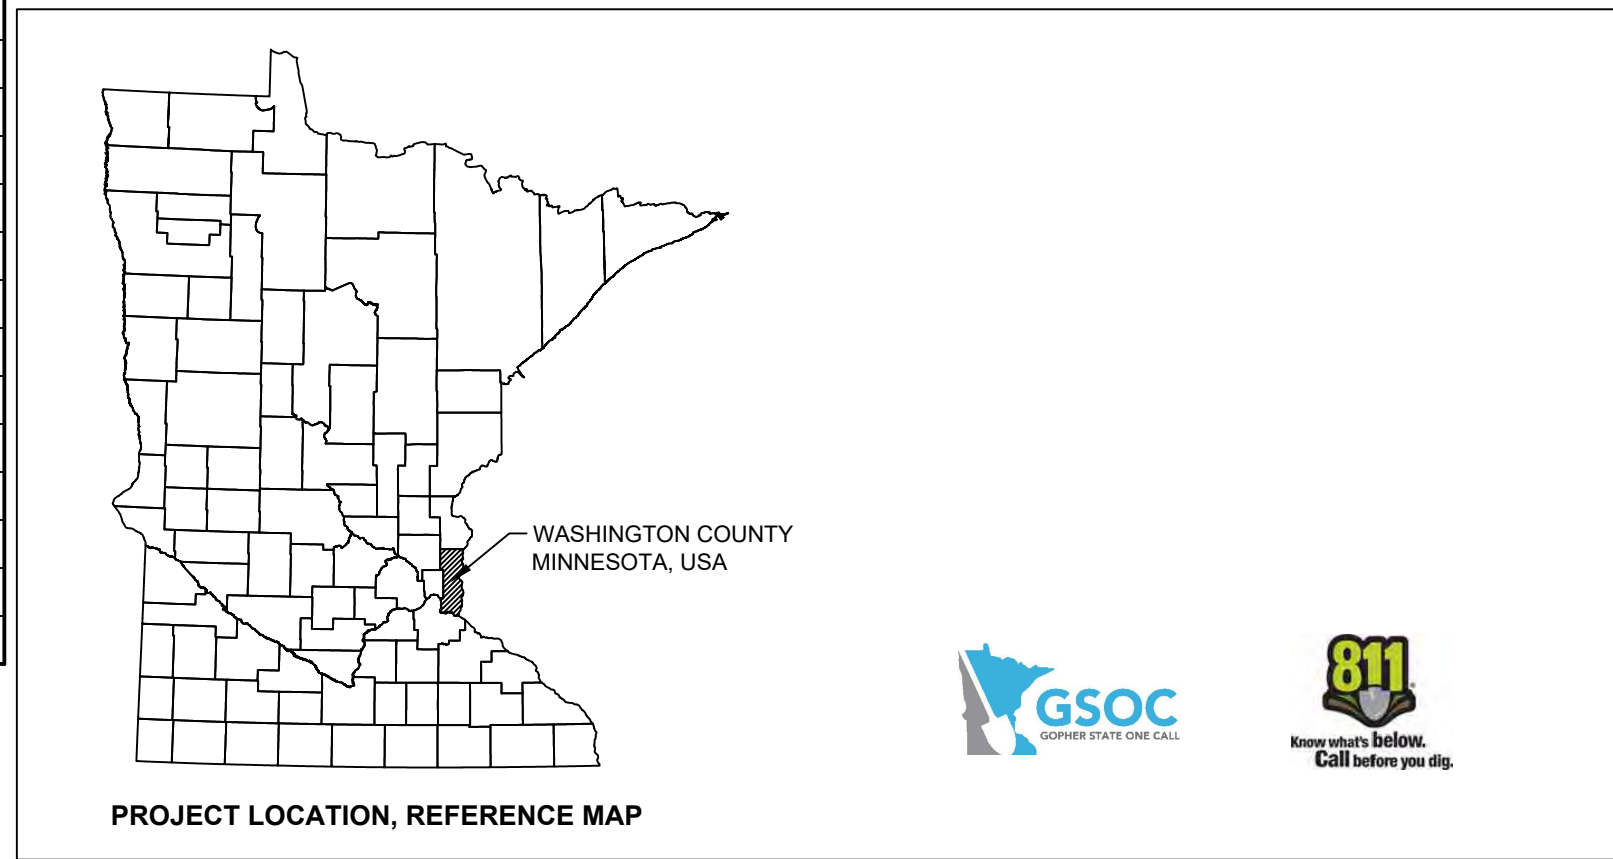 WASHINGTON COUNTY
MINNESOTA, USA
GSOC
GOPHER STATE ONE CALL
811
Know what's below.
Call before you dig.
PROJECT LOCATION, REFERENCE MAP